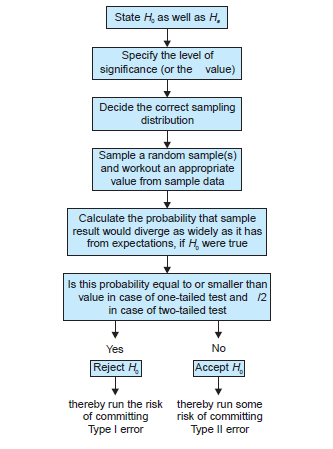 State H₀ as well as Hₐ
Specify the level of
significance (or the value)
Decide the correct sampling
distribution
Sample a random sample(s)
and workout an appropriate
value from sample data
Calculate the probability that sample
result would diverge as widely as it has
from expectations, if H₀ were true
Is this probability equal to or smaller than
value in case of one-tailed test and /2
in case of two-tailed test
Yes
No
Reject H₀
Accept H₀
thereby run the risk
of committing
Type I error
thereby run some
risk of committing
Type II error